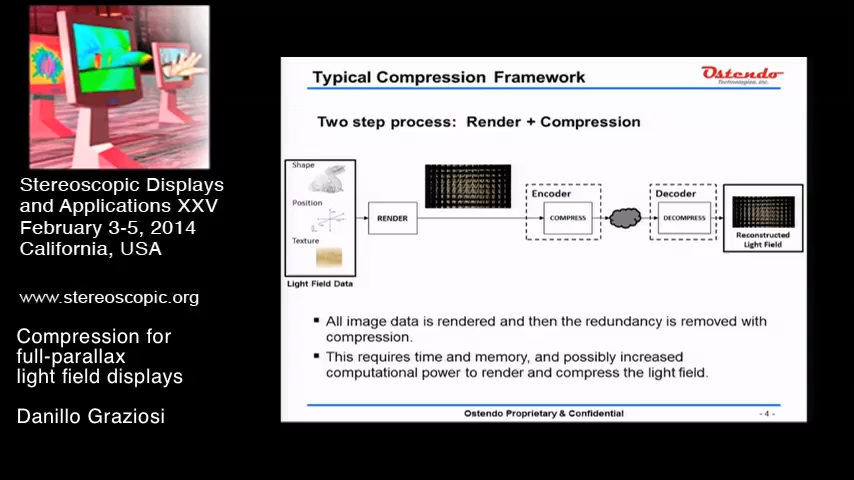 Stereoscopic Displays
and Applications XXV
February 3-5, 2014
California, USA
www.stereoscopic.org
Compression for
full-parallax
light field displays
Danillo Graziosi
Typical Compression Framework
Ostendo
Technologies, Inc.
Two step process: Render + Compression
Shape
Position
Texture
Light Field Data
RENDER
Encoder
COMPRESS
Decoder
DECOMPRESS
Reconstructed
Light Field
▪ All image data is rendered and then the redundancy is removed with
compression.
▪ This requires time and memory, and possibly increased
computational power to render and compress the light field.
Ostendo Proprietary & Confidential
- 4 -